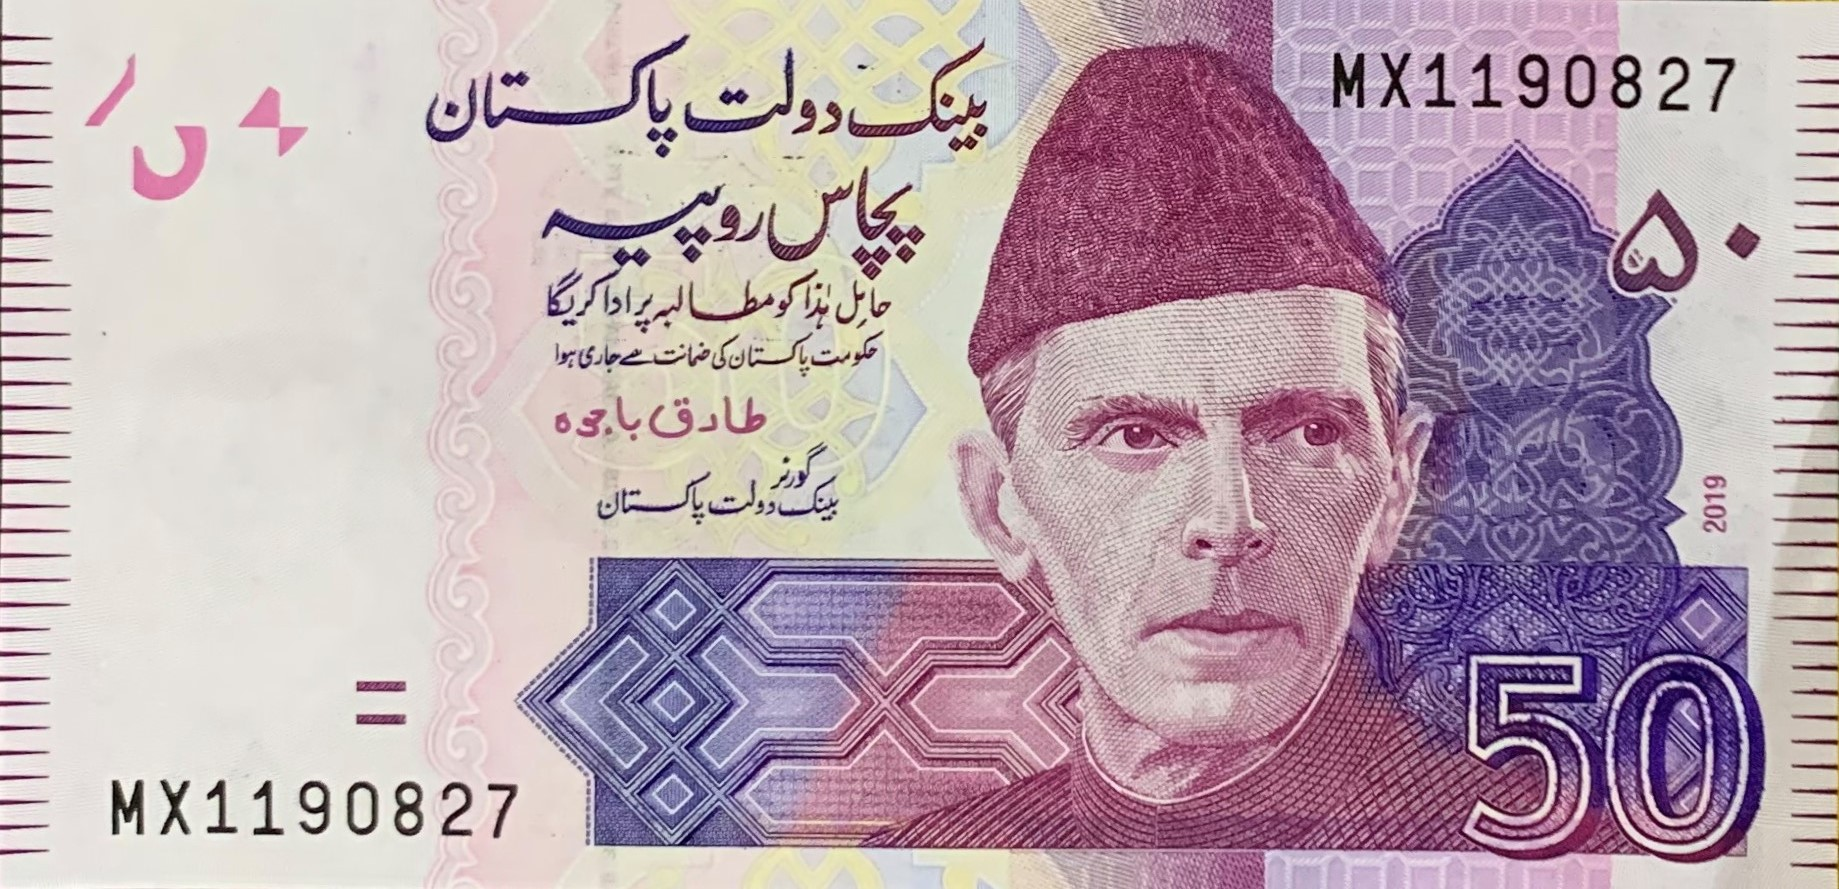 بینک دولت پاکستان
MX1190827
پچاس روپیہ
۵۰
حاملِ ہٰذا کو مطالبہ پر ادا کریگا
حکومت پاکستان کی ضمانت سے جاری ہوا
طارق باجوہ
گورنر
بینک دولت پاکستان
2019
50
MX1190827